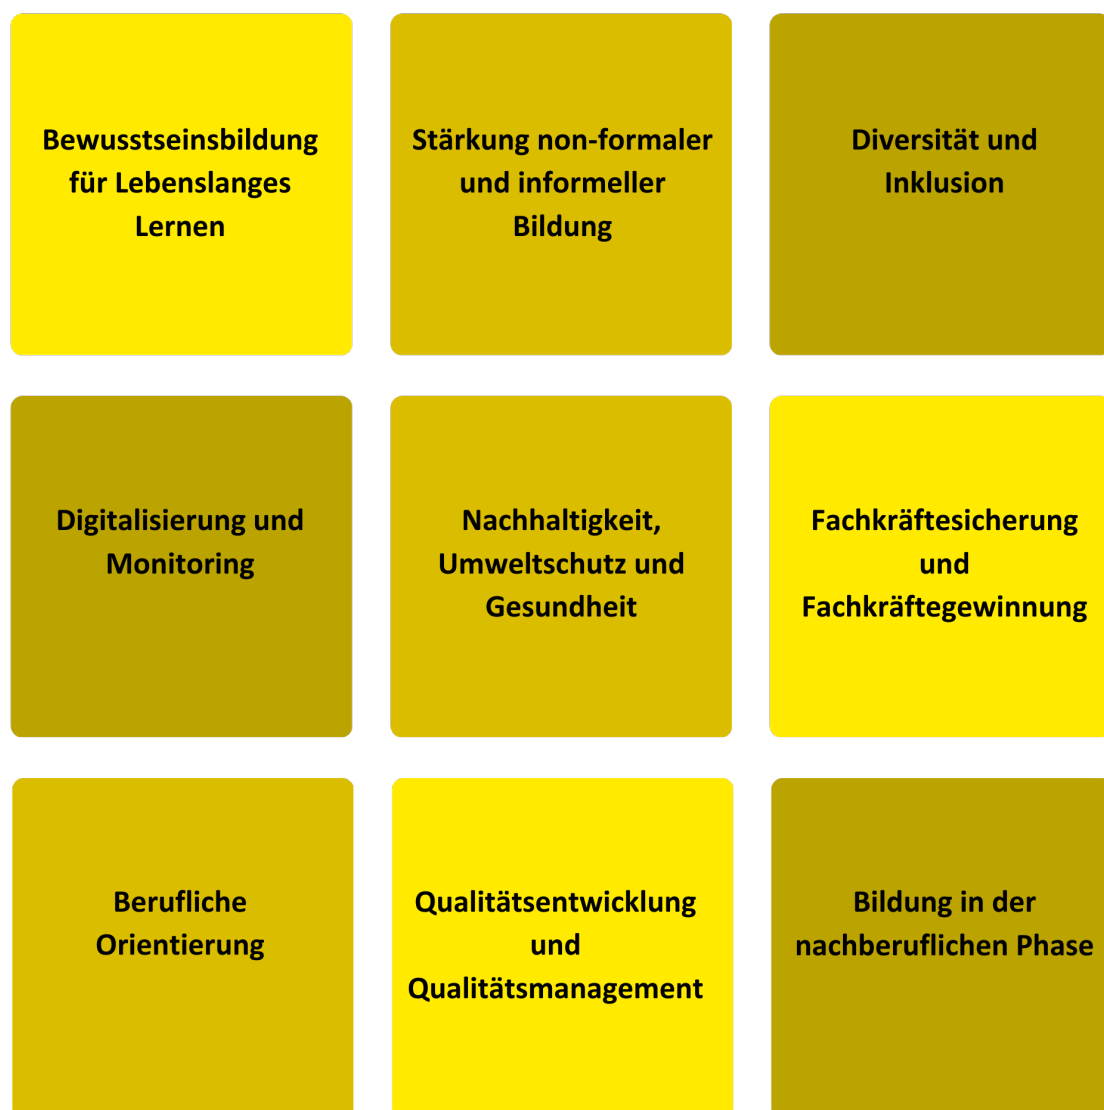 Bewusstseinsbildung
für Lebenslanges
Lernen
Stärkung non-formaler
und informeller
Bildung
Diversität und
Inklusion
Digitalisierung und
Monitoring
Nachhaltigkeit,
Umweltschutz und
Gesundheit
Fachkräftesicherung
und
Fachkräftegewinnung
Berufliche
Orientierung
Qualitätsentwicklung
und
Qualitätsmanagement
Bildung in der
nachberuflichen Phase